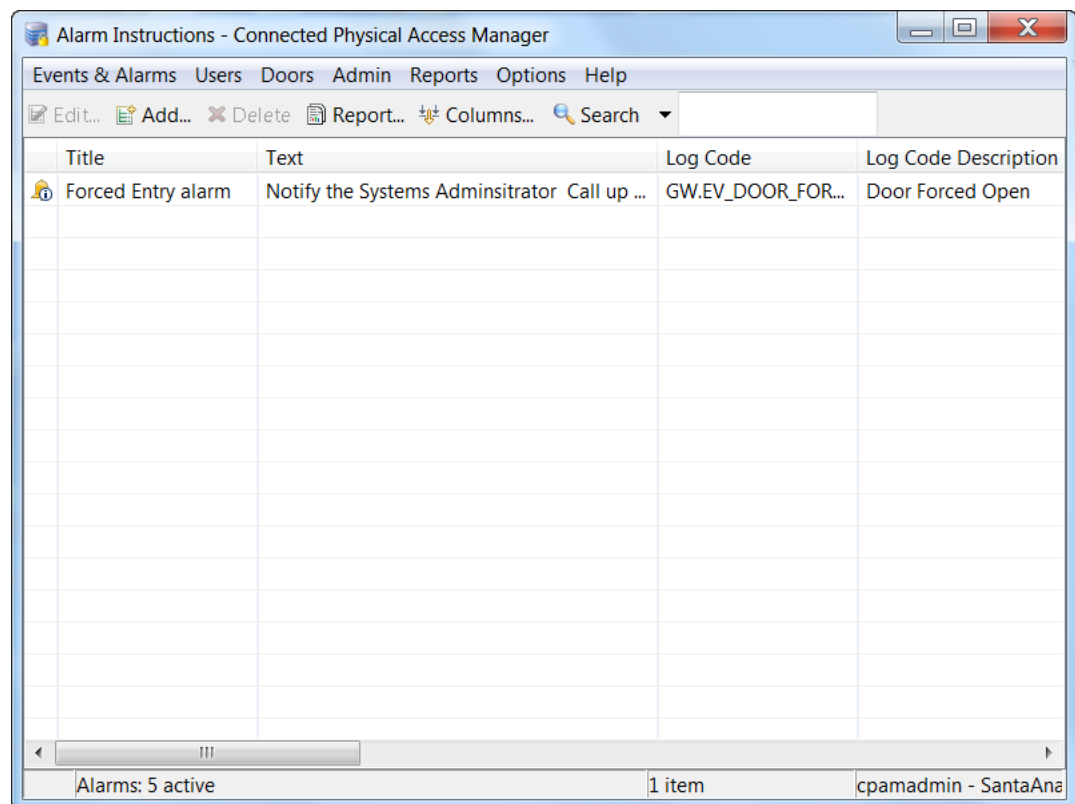 Alarm Instructions - Connected Physical Access Manager
Events & Alarms Users Doors Admin Reports Options Help
Edit... Add... Delete Report... Columns... Search
Title Text Log Code Log Code Description
Forced Entry alarm Notify the Systems Adminsitrator Call up ... GW.EV_DOOR_FOR... Door Forced Open
Alarms: 5 active 1 item cpamadmin - SantaAna